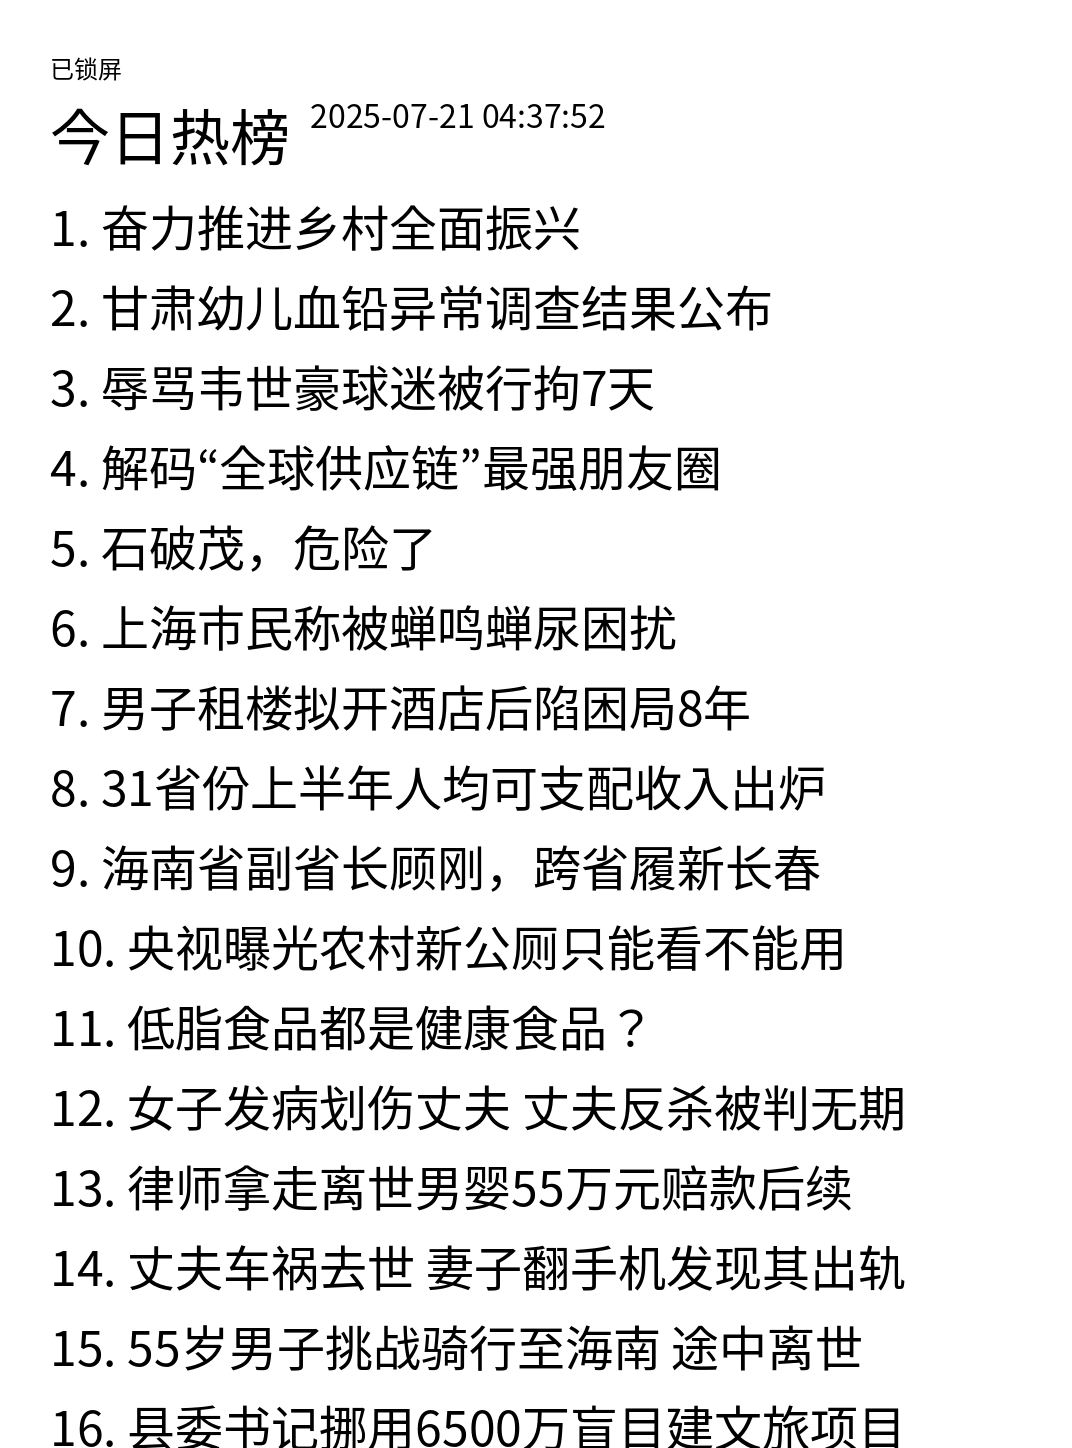 已锁屏
今日热榜 2025-07-21 04:37:52
1. 奋力推进乡村全面振兴
2. 甘肃幼儿血铅异常调查结果公布
3. 辱骂韦世豪球迷被行拘7天
4. 解码“全球供应链”最强朋友圈
5. 石破茂，危险了
6. 上海市民称被蝉鸣蝉尿困扰
7. 男子租楼拟开酒店后陷困局8年
8. 31省份上半年人均可支配收入出炉
9. 海南省副省长顾刚，跨省履新长春
10. 央视曝光农村新公厕只能看不能用
11. 低脂食品都是健康食品？
12. 女子发病划伤丈夫 丈夫反杀被判无期
13. 律师拿走离世男婴55万元赔款后续
14. 丈夫车祸去世 妻子翻手机发现其出轨
15. 55岁男子挑战骑行至海南 途中离世
16. 县委书记挪用6500万盲目建文旅项目